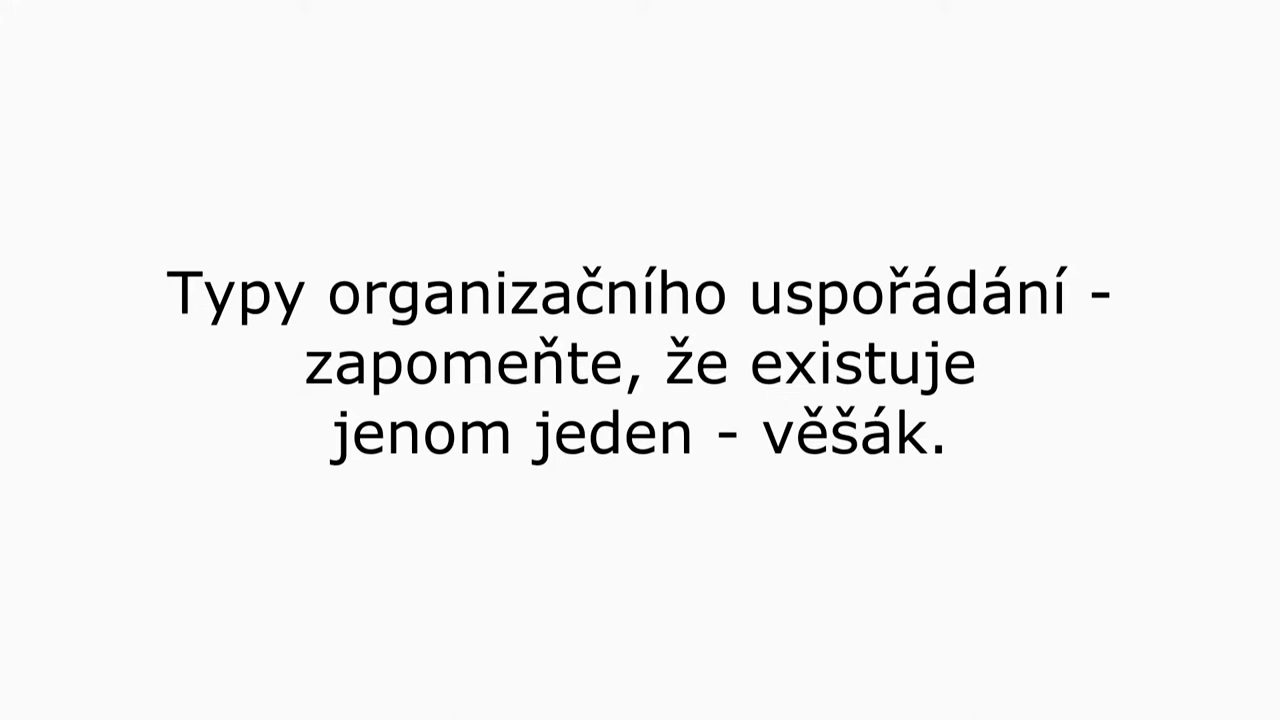 Typy organizačního uspořádání -
zapomeňte, že existuje
jenom jeden - věšák.